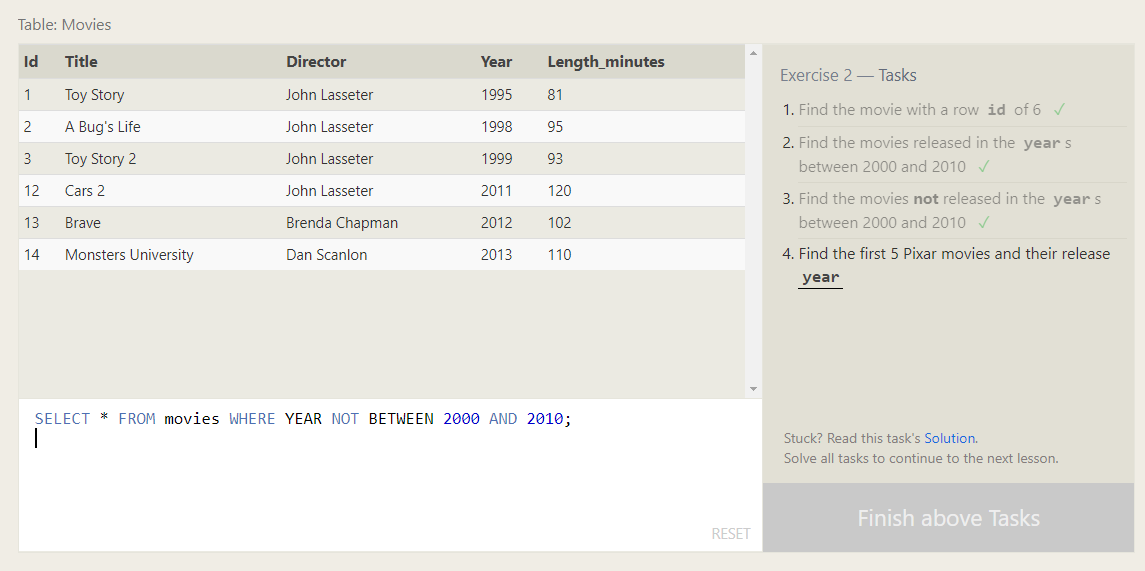 Table: Movies
Id Title Director Year Length_minutes
1 Toy Story John Lasseter 1995 81
2 A Bug's Life John Lasseter 1998 95
3 Toy Story 2 John Lasseter 1999 93
12 Cars 2 John Lasseter 2011 120
13 Brave Brenda Chapman 2012 102
14 Monsters University Dan Scanlon 2013 110
SELECT * FROM movies WHERE YEAR NOT BETWEEN 2000 AND 2010;
RESET
Exercise 2 — Tasks
1. Find the movie with a row id of 6 ✓
2. Find the movies released in the year s
between 2000 and 2010 ✓
3. Find the movies not released in the year s
between 2000 and 2010 ✓
4. Find the first 5 Pixar movies and their release
year
Stuck? Read this task's Solution.
Solve all tasks to continue to the next lesson.
Finish above Tasks